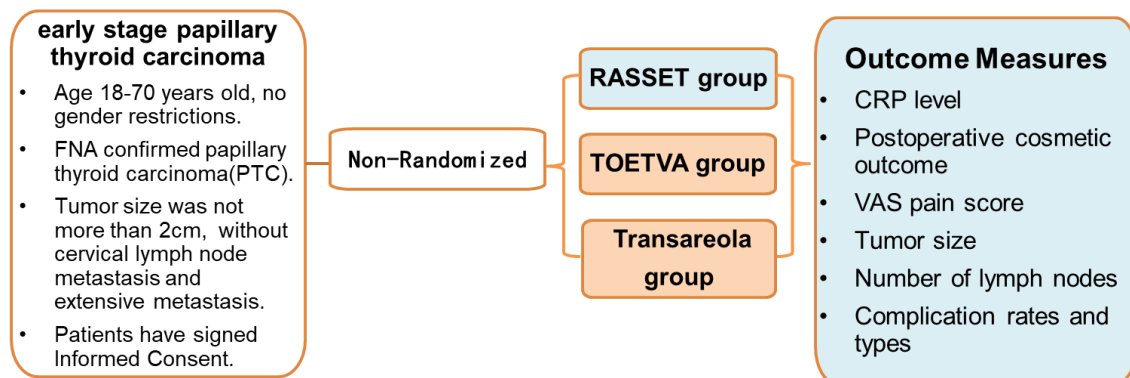 early stage papillary
thyroid carcinoma
• Age 18-70 years old, no
gender restrictions.
• FNA confirmed papillary
thyroid carcinoma(PTC).
• Tumor size was not
more than 2cm, without
cervical lymph node
metastasis and
extensive metastasis.
• Patients have signed
Informed Consent.
Non-Randomized
RASSET group
TOETVA group
Transareola
group
Outcome Measures
• CRP level
• Postoperative cosmetic
outcome
• VAS pain score
• Tumor size
• Number of lymph nodes
• Complication rates and
types